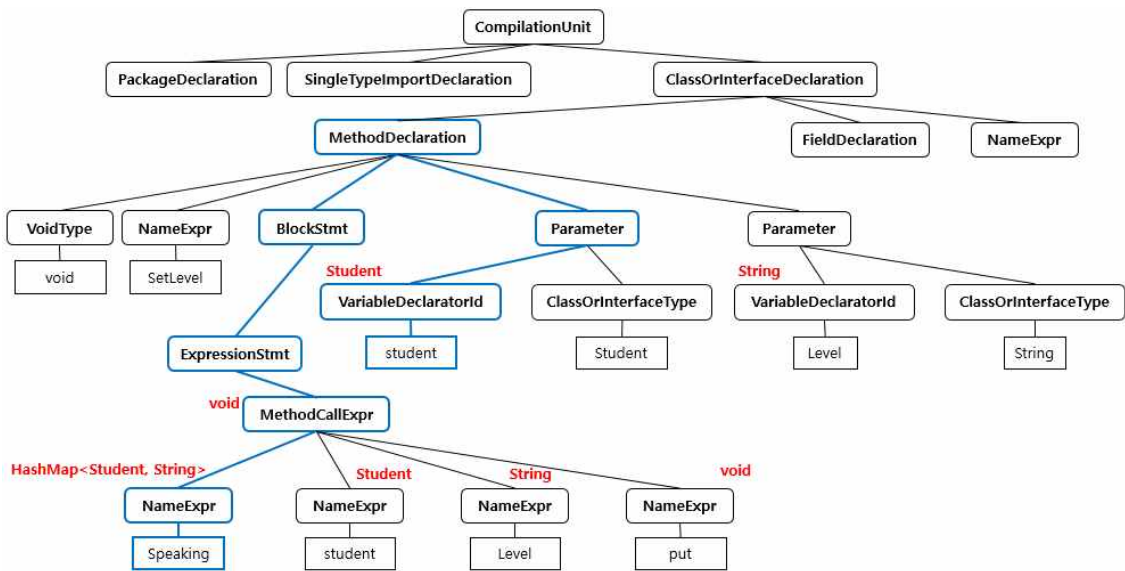 CompilationUnit
PackageDeclaration
SingleTypeImportDeclaration
ClassOrInterfaceDeclaration
MethodDeclaration
FieldDeclaration
NameExpr
VoidType
NameExpr
BlockStmt
Parameter
Parameter
void
SetLevel
Student
String
VariableDeclaratorId
ClassOrInterfaceType
VariableDeclaratorId
ClassOrInterfaceType
student
Student
Level
String
ExpressionStmt
void
MethodCallExpr
HashMap<Student, String>
Student
String
void
NameExpr
NameExpr
NameExpr
NameExpr
Speaking
student
Level
put